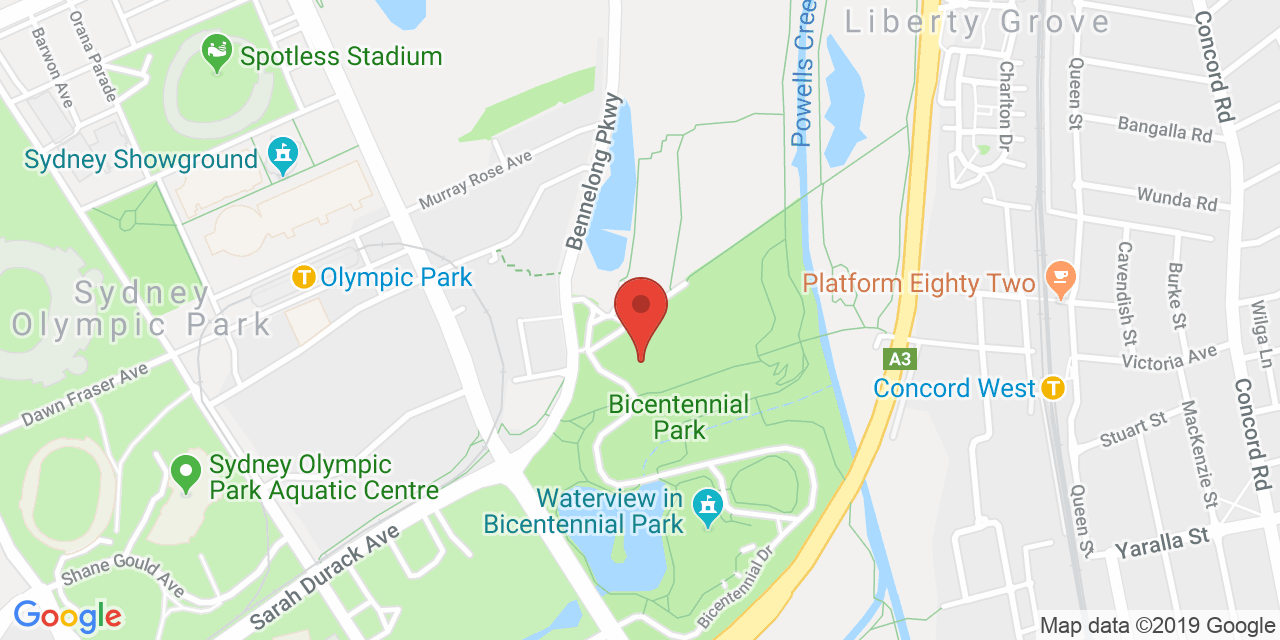 Liberty Grove
Orana Parade
Barwon Ave
Spotless Stadium
Concord Rd
Powells Cree
Queen St
Charlton Dr
Bennelong Pkwy
Bangalla Rd
Sydney Showground
Murray Rose Ave
Wunda Rd
Olympic Park
Platform Eighty Two
Cavendish St
Burke St
Sydney
Olympic Park
Wilga Ln
A3
Victoria Ave
Dawn Fraser Ave
Concord West
Bicentennial
Park
Stuart St
MacKenzie St
Concord Rd
Sydney Olympic
Park Aquatic Centre
Waterview in
Bicentennial Park
Queen St
Yaralla St
Shane Gould Ave
Sarah Durack Ave
Bicentennial Dr
Google
Map data ©2019 Google
T
T